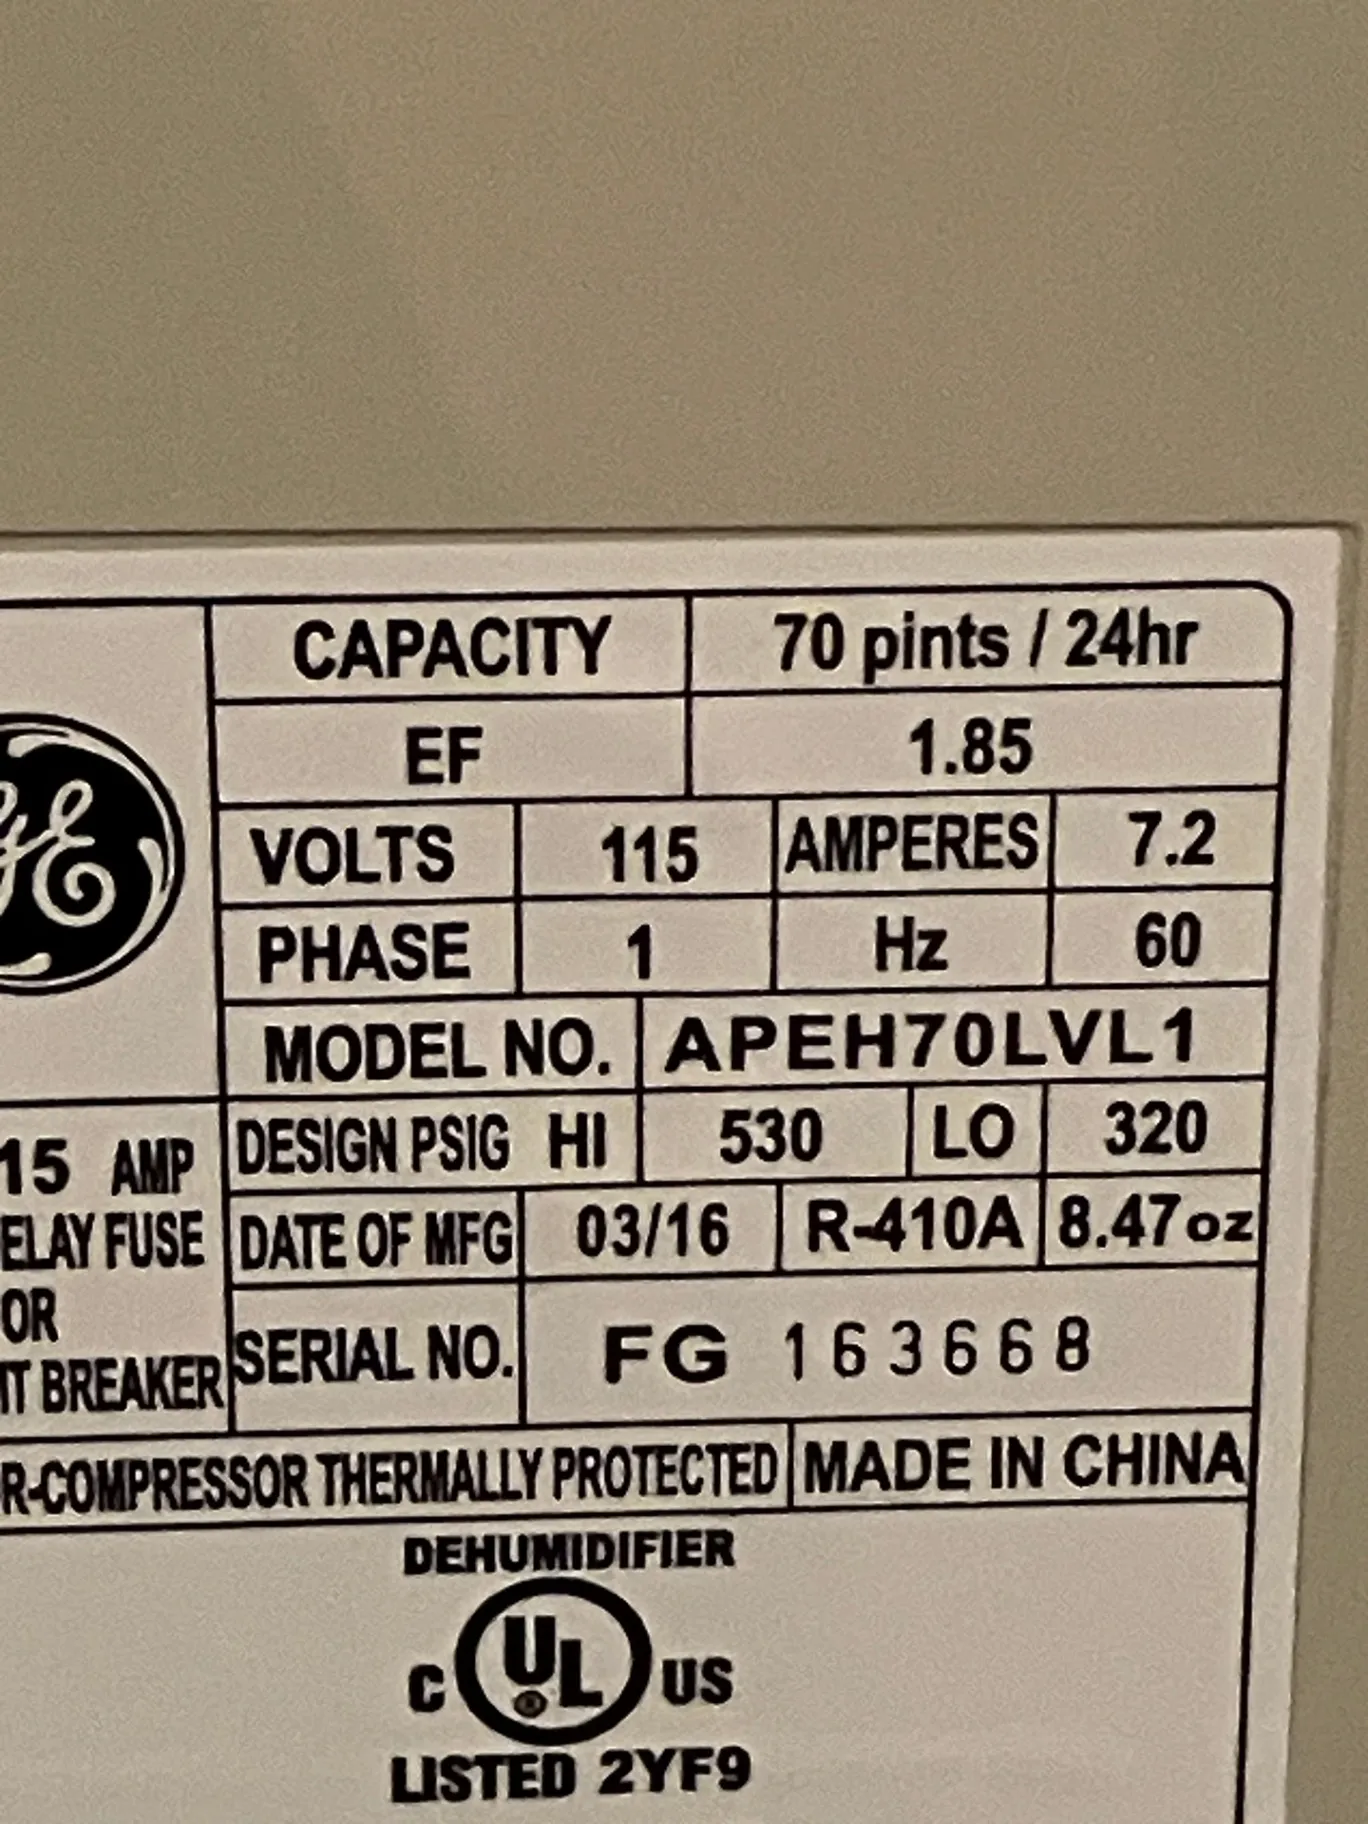 CAPACITY 70 pints / 24hr
EF 1.85
GE
VOLTS 115 AMPERES 7.2
PHASE 1 Hz 60
MODEL NO. APEH70LVL1
15 AMP
DESIGN PSIG HI 530 LO 320
ELAY FUSE
DATE OF MFG 03/16 R-410A 8.47oz
OR
SERIAL NO. FG 163668
IT BREAKER
R-COMPRESSOR THERMALLY PROTECTED MADE IN CHINA
DEHUMIDIFIER
C UL® US
LISTED 2YF9